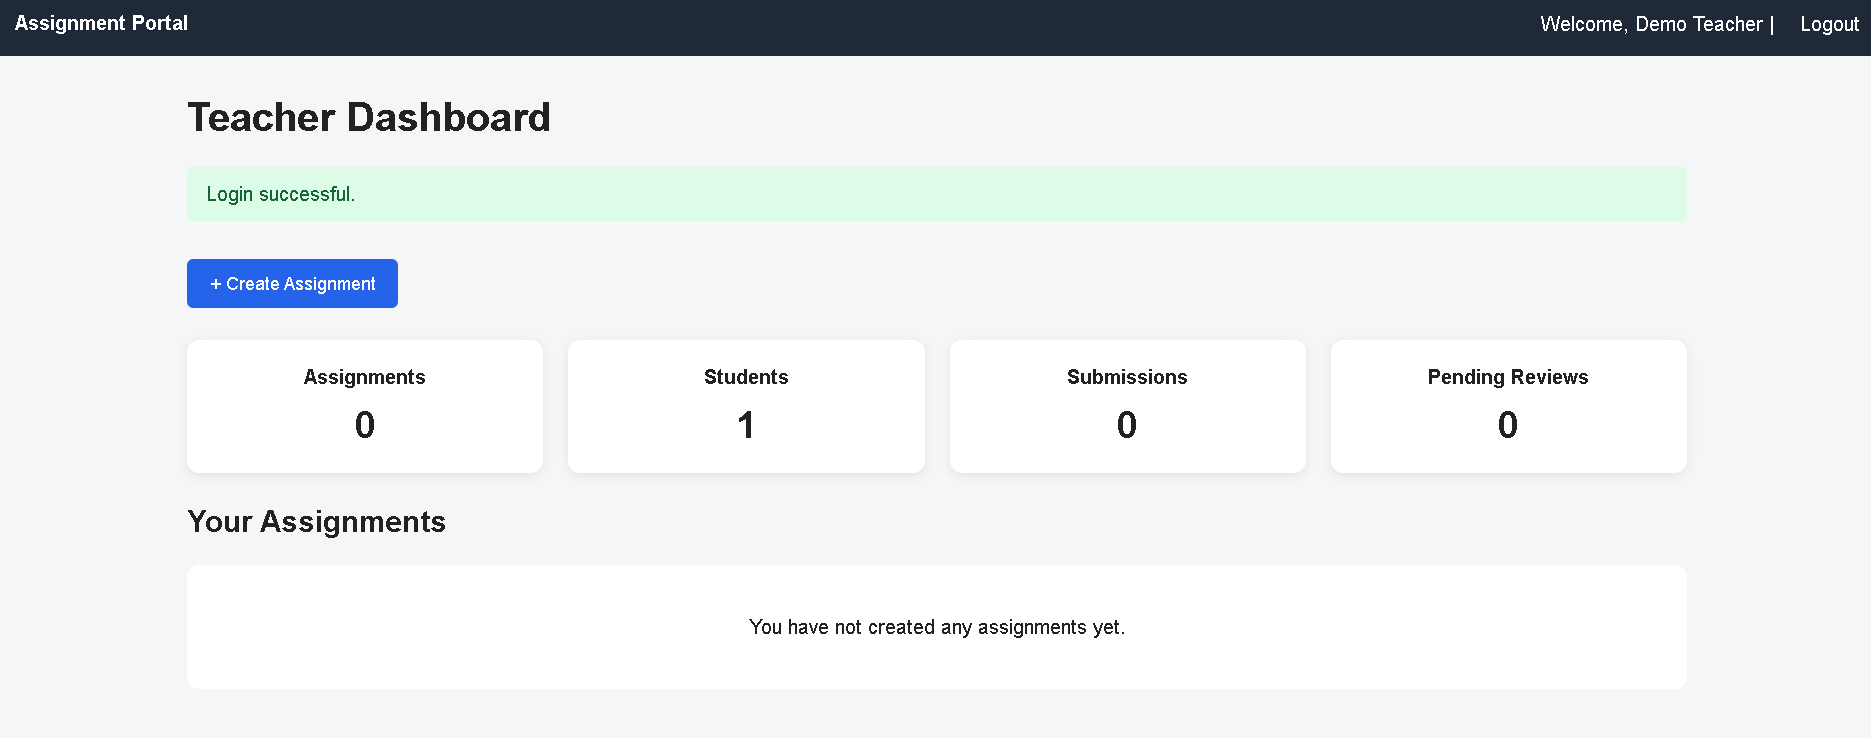 Assignment Portal
Welcome, Demo Teacher | Logout
Teacher Dashboard
Login successful.
+ Create Assignment
Assignments
0
Students
1
Submissions
0
Pending Reviews
0
Your Assignments
You have not created any assignments yet.